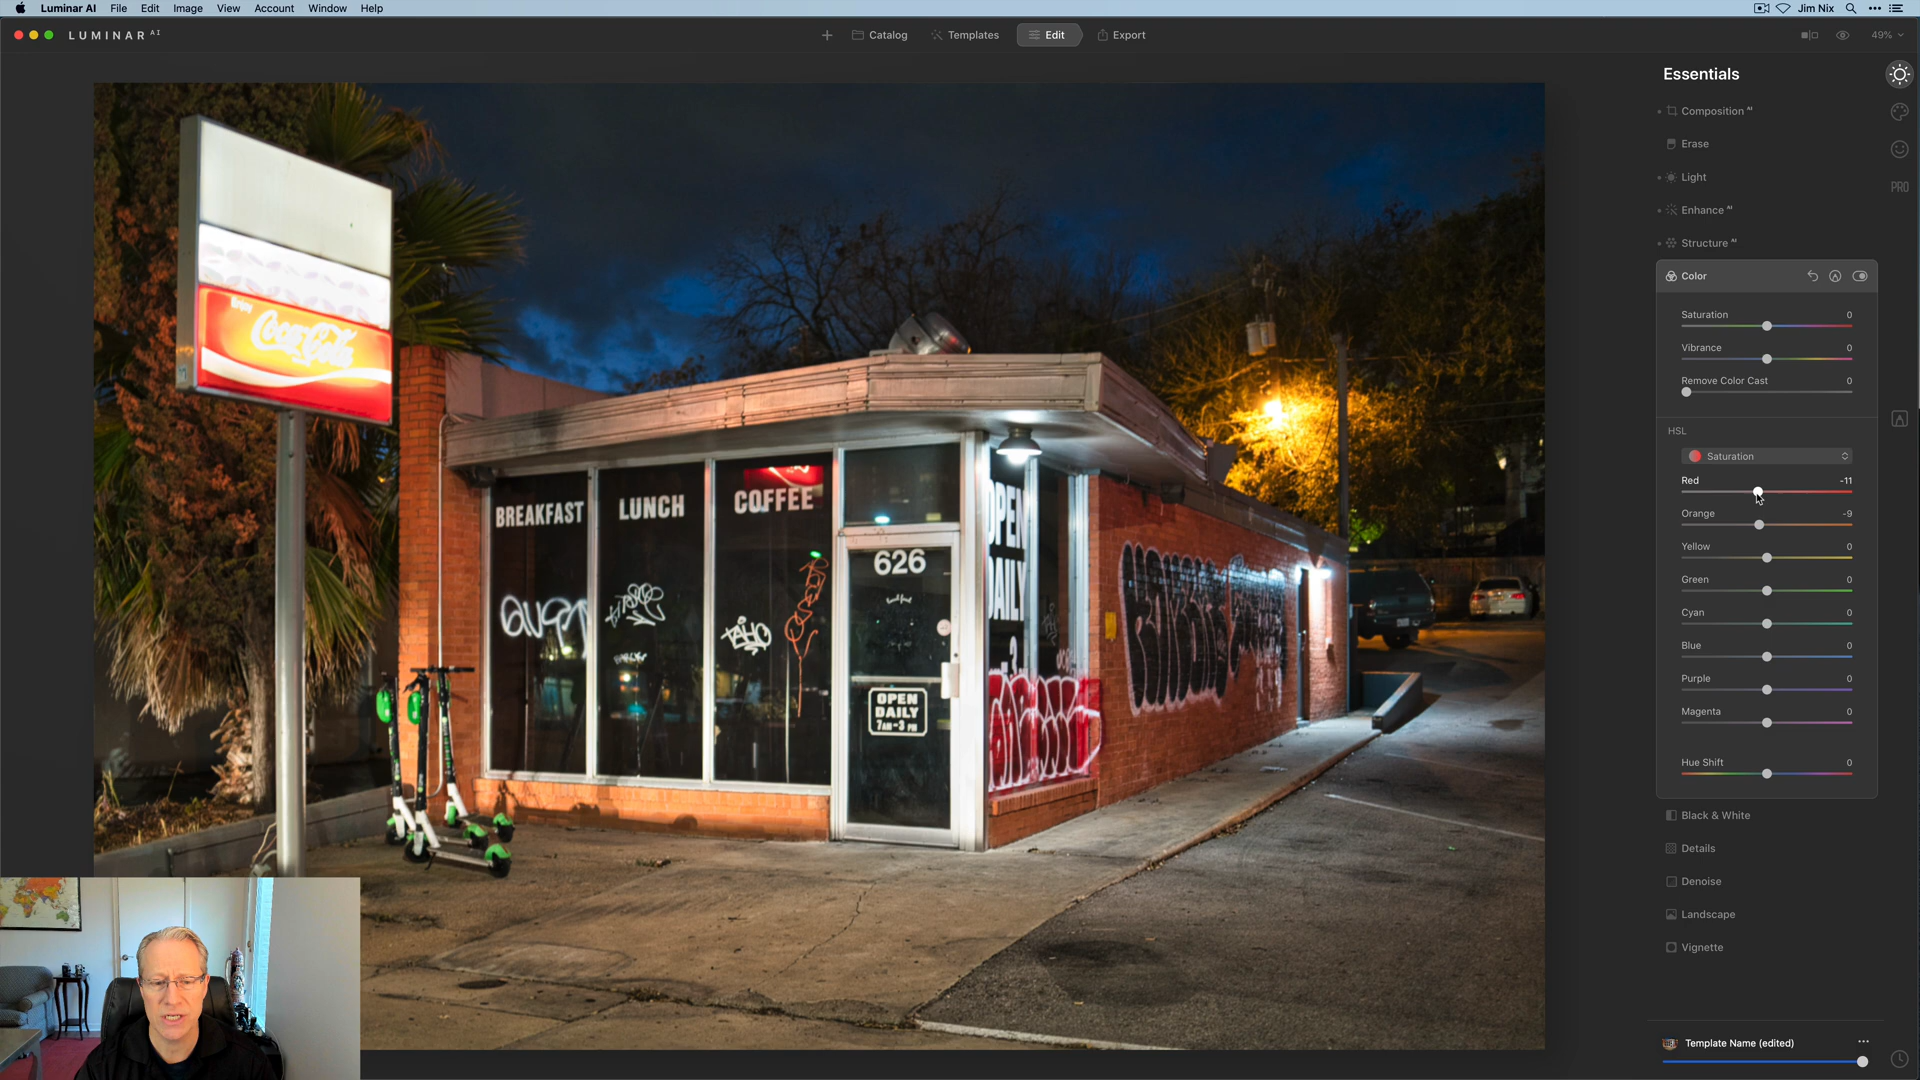 Luminar AI File Edit Image View Account Window Help Jim Nix
LUMINAR AI + Catalog Templates Edit Export 49%
Essentials
Composition AI
Erase
Light
PRO
Enhance AI
Structure AI
Color
Saturation 0
Vibrance 0
Remove Color Cast 0
HSL
Saturation
Red -11
Orange -9
Yellow 0
Green 0
Cyan 0
Blue 0
Purple 0
Magenta 0
Hue Shift 0
Black & White
Details
Denoise
Landscape
Vignette
Template Name (edited)
Enjoy
Coca-Cola
BREAKFAST LUNCH COFFEE
OPEN
DAILY
626
TAHO
OPEN
DAILY
7AM-3PM